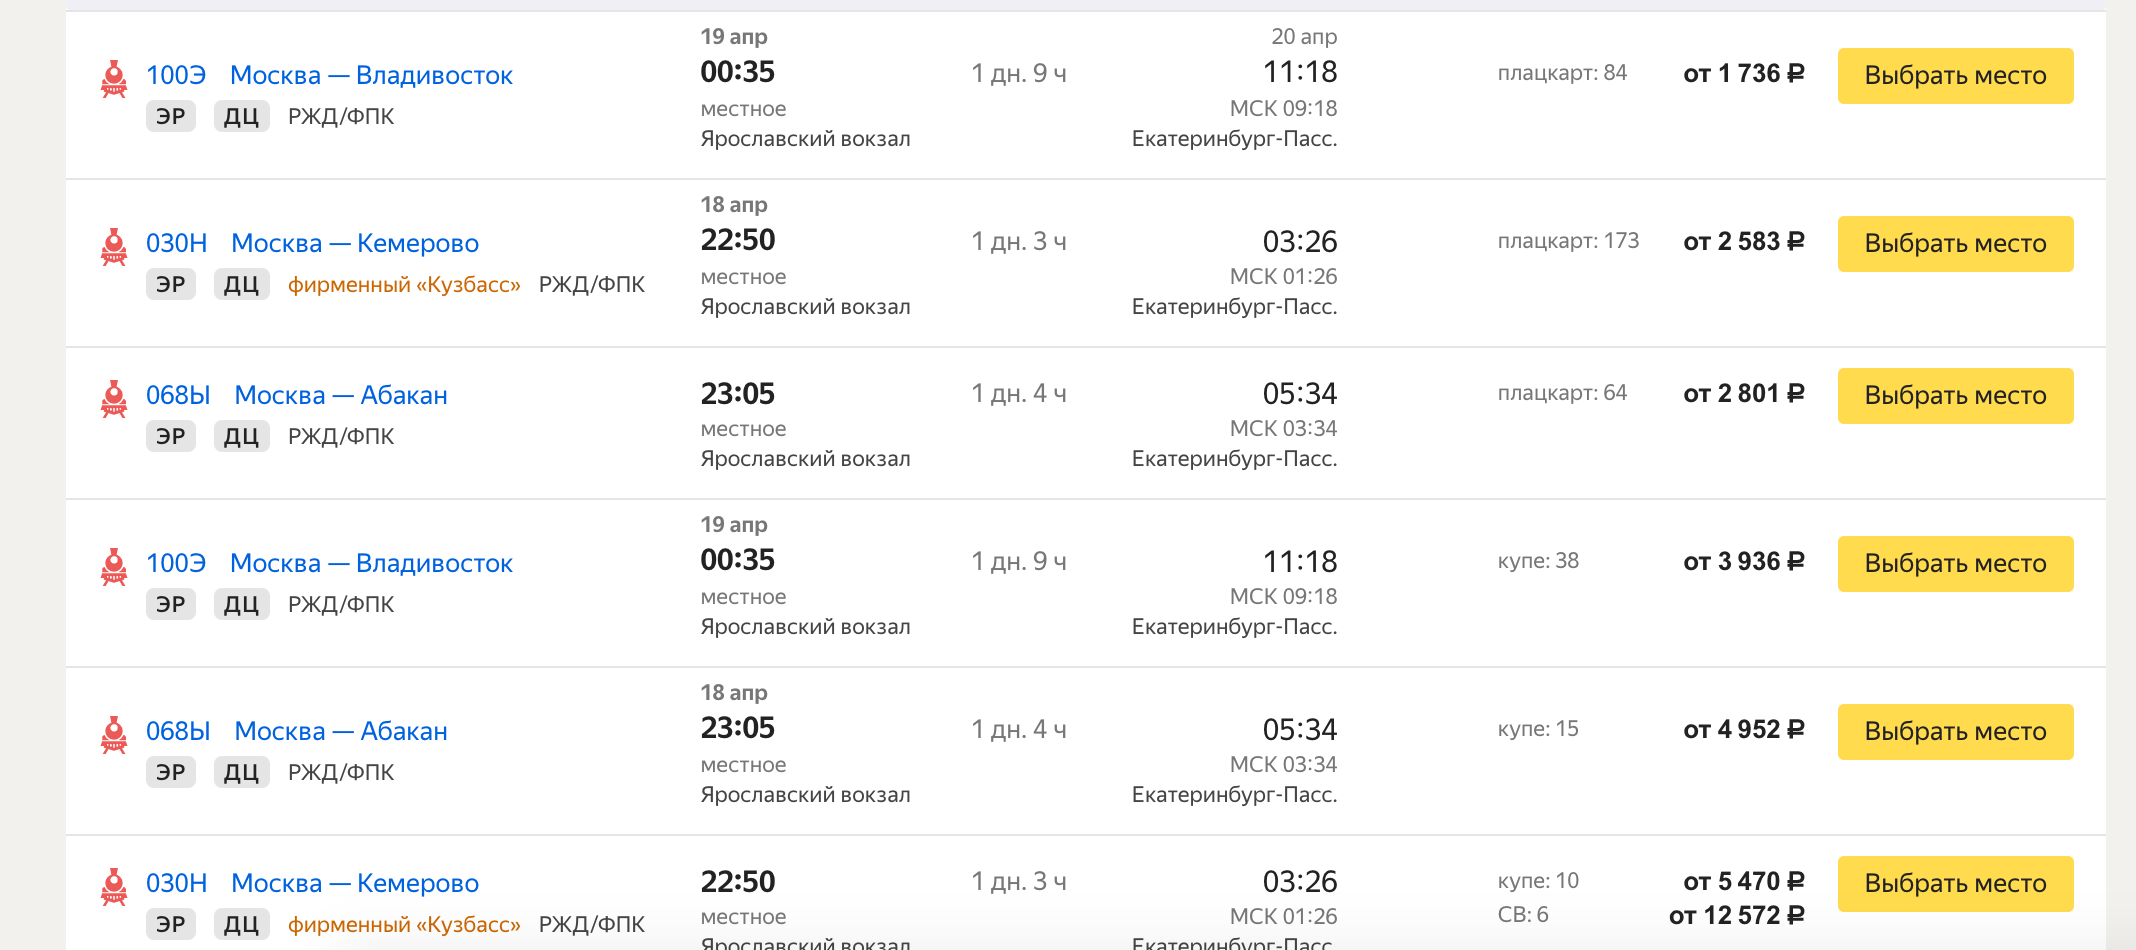 19 апр 20 апр
100Э Москва — Владивосток 00:35 1 дн. 9 ч 11:18 плацкарт: 84 от 1 736 ₽ Выбрать место
ЭР ДЦ РЖД/ФПК местное МСК 09:18
Ярославский вокзал Екатеринбург-Пасс.
18 апр
030Н Москва — Кемерово 22:50 1 дн. 3 ч 03:26 плацкарт: 173 от 2 583 ₽ Выбрать место
ЭР ДЦ фирменный «Кузбасс» РЖД/ФПК местное МСК 01:26
Ярославский вокзал Екатеринбург-Пасс.
068Ы Москва — Абакан 23:05 1 дн. 4 ч 05:34 плацкарт: 64 от 2 801 ₽ Выбрать место
ЭР ДЦ РЖД/ФПК местное МСК 03:34
Ярославский вокзал Екатеринбург-Пасс.
19 апр
100Э Москва — Владивосток 00:35 1 дн. 9 ч 11:18 купе: 38 от 3 936 ₽ Выбрать место
ЭР ДЦ РЖД/ФПК местное МСК 09:18
Ярославский вокзал Екатеринбург-Пасс.
18 апр
068Ы Москва — Абакан 23:05 1 дн. 4 ч 05:34 купе: 15 от 4 952 ₽ Выбрать место
ЭР ДЦ РЖД/ФПК местное МСК 03:34
Ярославский вокзал Екатеринбург-Пасс.
030Н Москва — Кемерово 22:50 1 дн. 3 ч 03:26 купе: 10 от 5 470 ₽ Выбрать место
ЭР ДЦ фирменный «Кузбасс» РЖД/ФПК местное МСК 01:26 СВ: 6 от 12 572 ₽
Ярославский вокзал Екатеринбург-Пасс.